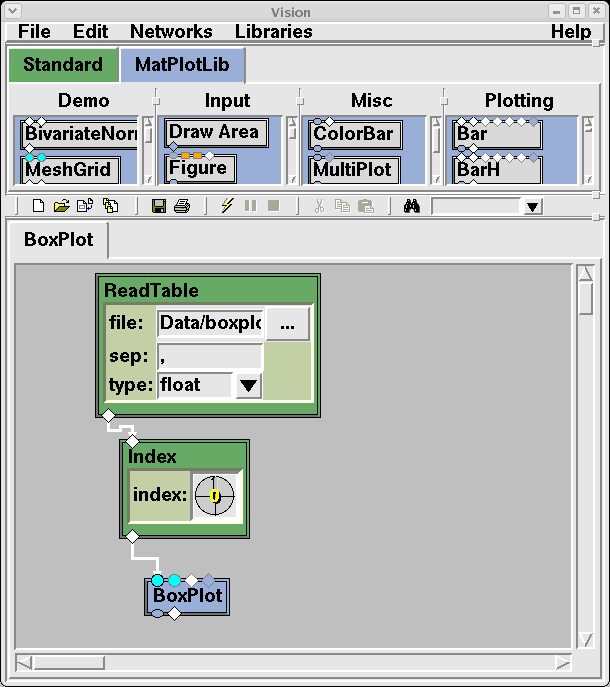 Vision
File Edit Networks Libraries Help
Standard MatPlotLib
Demo Input Misc Plotting
BivariateNorm Draw Area ColorBar Bar
MeshGrid Figure MultiPlot BarH
BoxPlot
ReadTable
file: Data/boxplo ...
sep: ,
type: float
Index
index: 0
BoxPlot